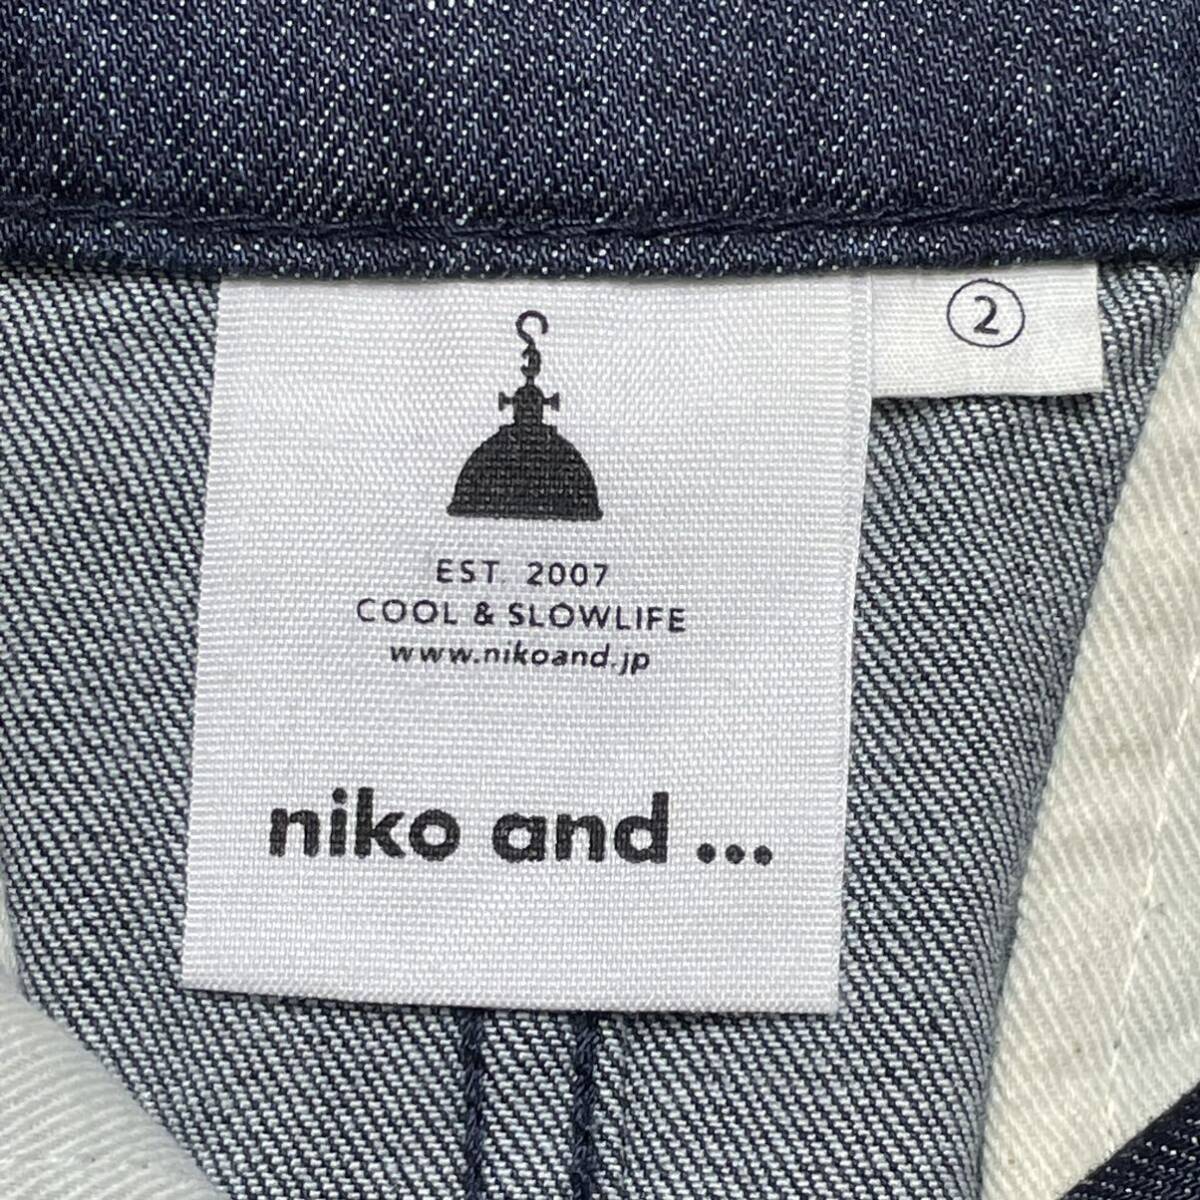 ②
EST. 2007
COOL & SLOWLIFE
www.nikoand.jp
niko and ...